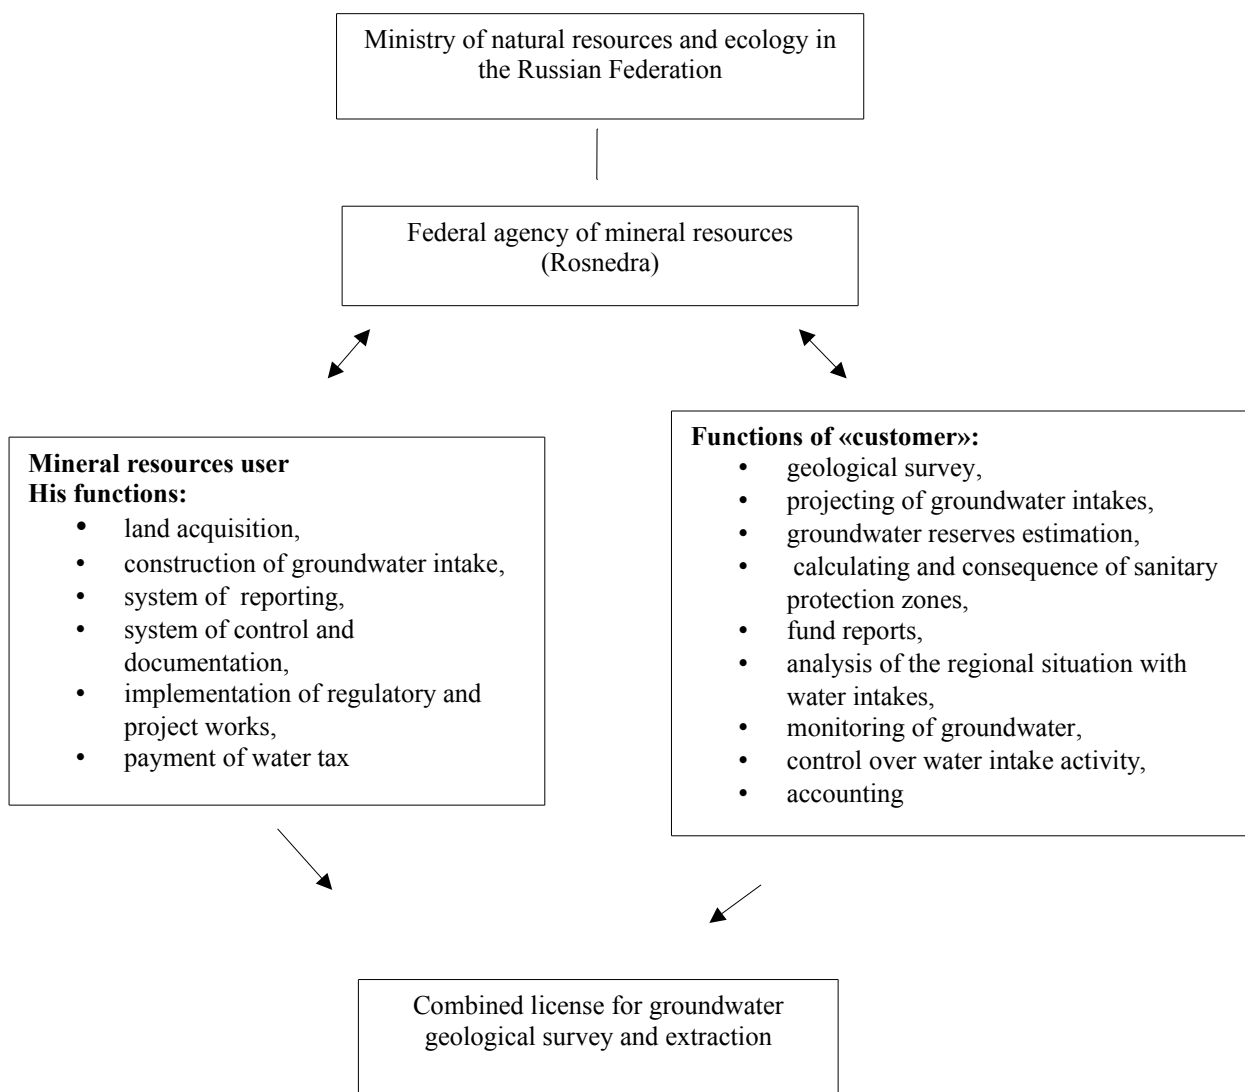 Ministry of natural resources and ecology in
the Russian Federation
Federal agency of mineral resources
(Rosnedra)
Mineral resources user
His functions:
• land acquisition,
• construction of groundwater intake,
• system of reporting,
• system of control and
documentation,
• implementation of regulatory and
project works,
• payment of water tax
Functions of «customer»:
• geological survey,
• projecting of groundwater intakes,
• groundwater reserves estimation,
• calculating and consequence of sanitary
protection zones,
• fund reports,
• analysis of the regional situation with
water intakes,
• monitoring of groundwater,
• control over water intake activity,
• accounting
Combined license for groundwater
geological survey and extraction